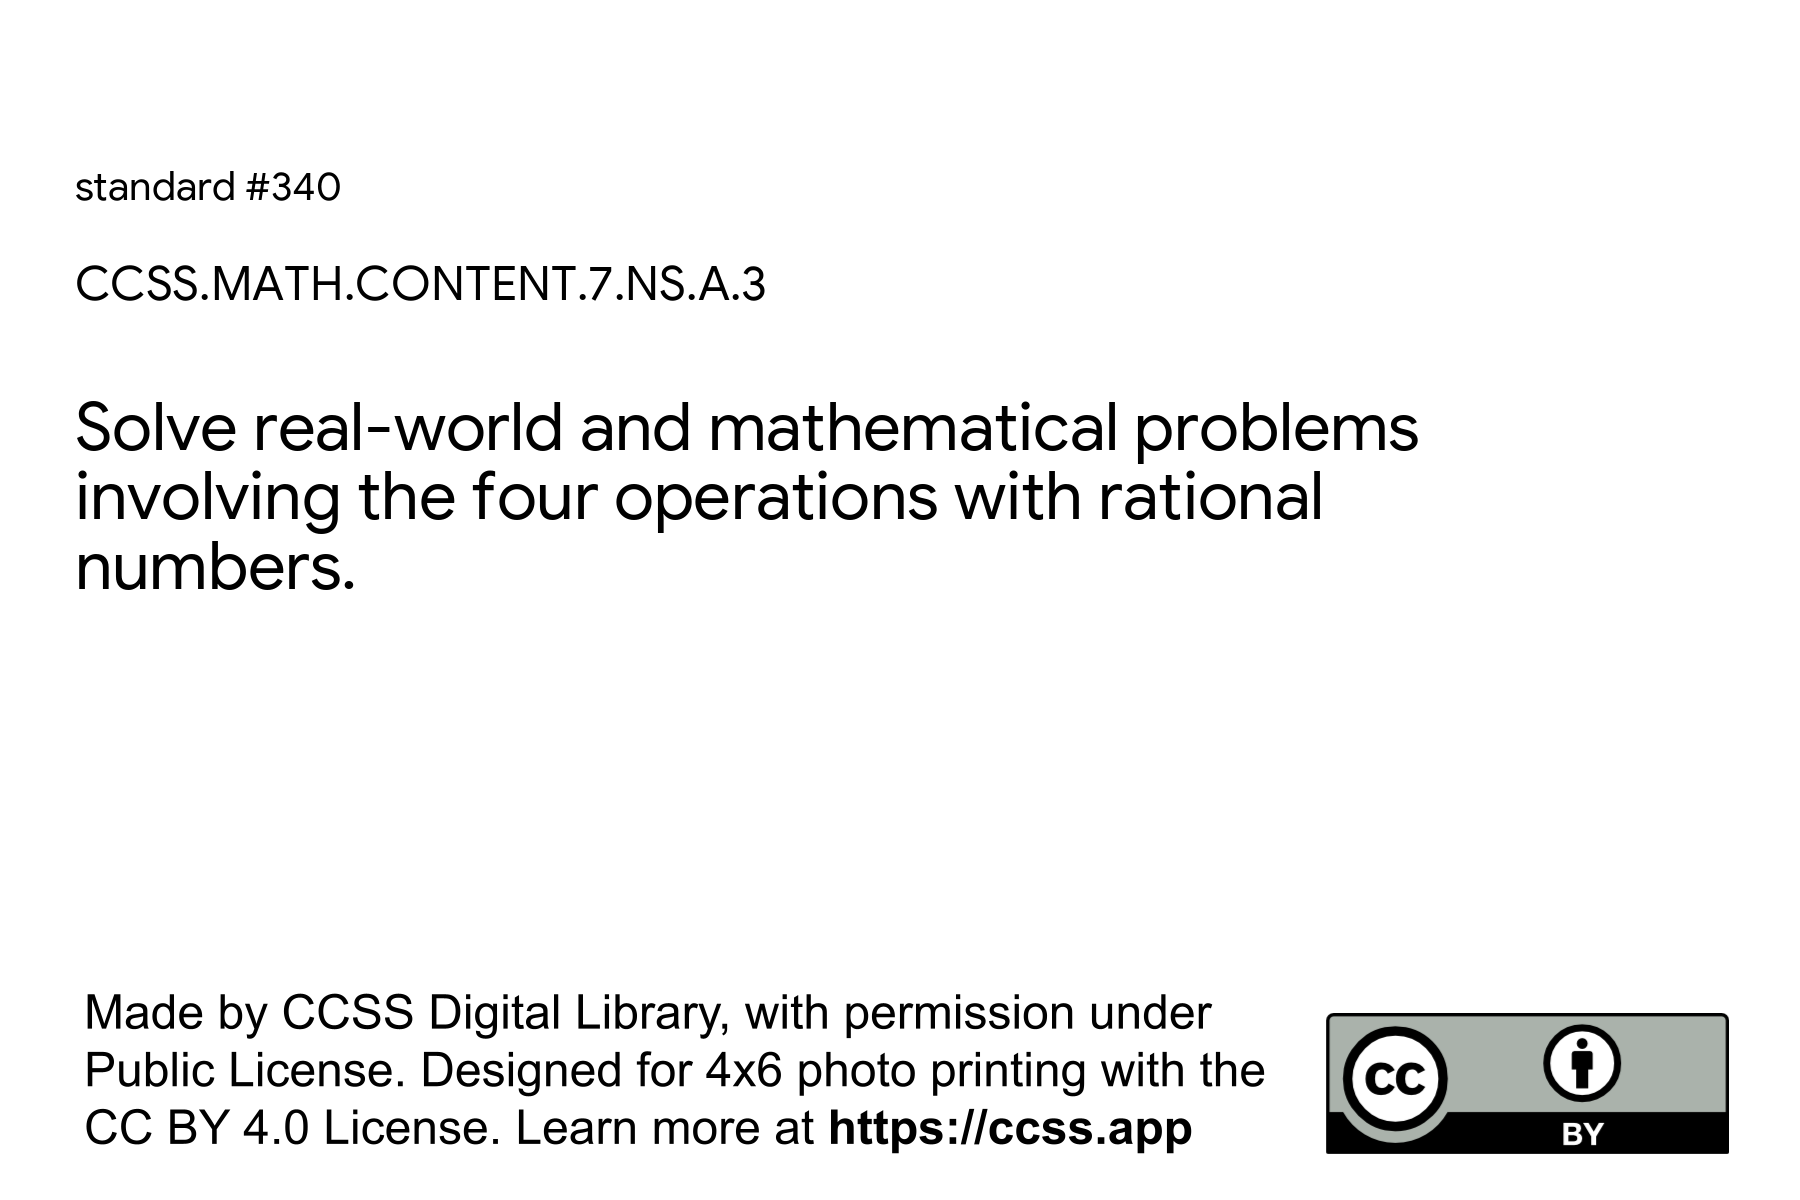 standard #340
CCSS.MATH.CONTENT.7.NS.A.3
Solve real-world and mathematical problems
involving the four operations with rational
numbers.
Made by CCSS Digital Library, with permission under
Public License. Designed for 4x6 photo printing with the
CC BY 4.0 License. Learn more at https://ccss.app
CC
BY